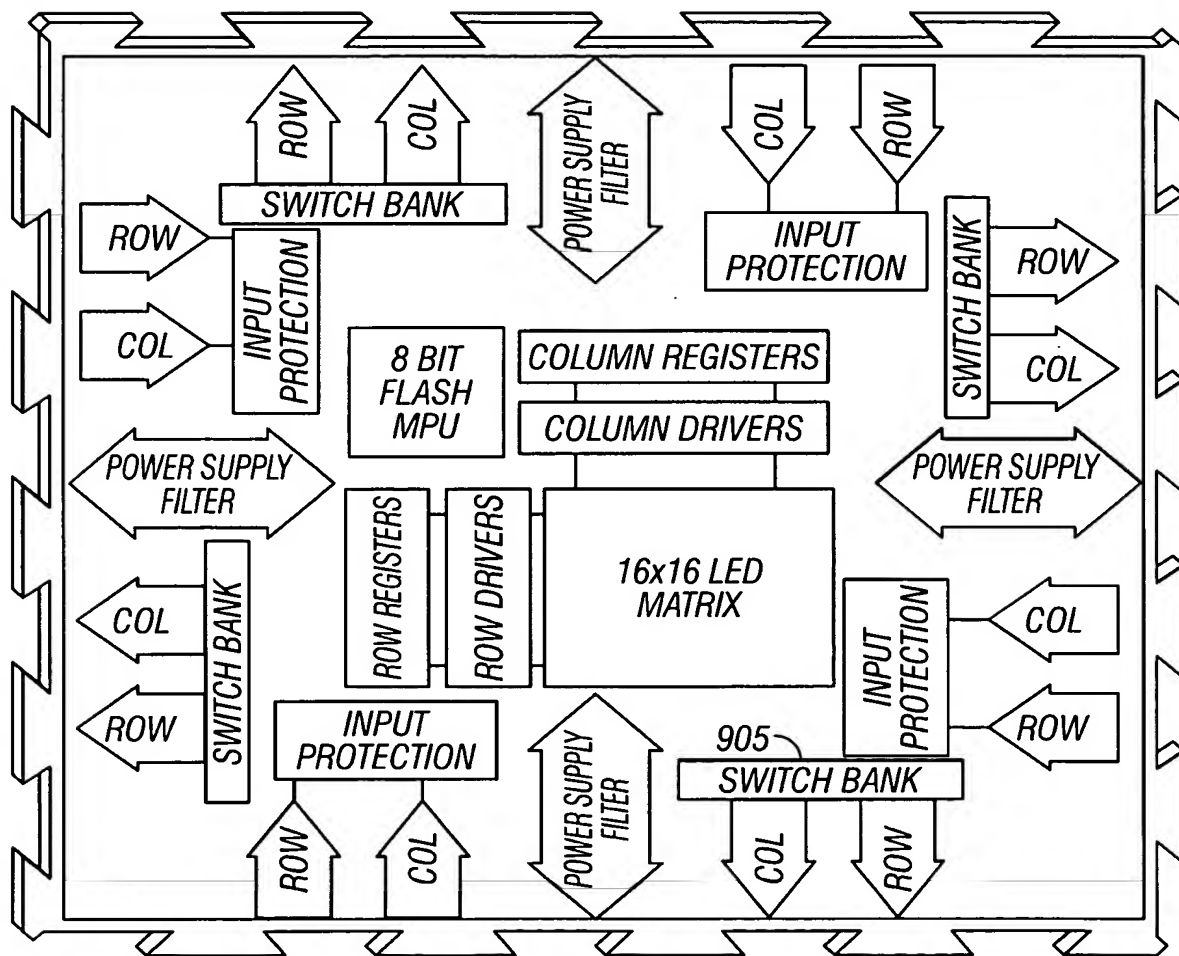 ROW
COL
SWITCH BANK
POWER SUPPLY
FILTER
COL
ROW
INPUT
PROTECTION
ROW
COL
INPUT
PROTECTION
SWITCH BANK
ROW
COL
8 BIT
FLASH
MPU
COLUMN REGISTERS
COLUMN DRIVERS
POWER SUPPLY
FILTER
POWER SUPPLY
FILTER
ROW REGISTERS
ROW DRIVERS
16x16 LED
MATRIX
COL
ROW
SWITCH BANK
INPUT
PROTECTION
COL
ROW
INPUT
PROTECTION
ROW
COL
POWER SUPPLY
FILTER
905
SWITCH BANK
COL
ROW